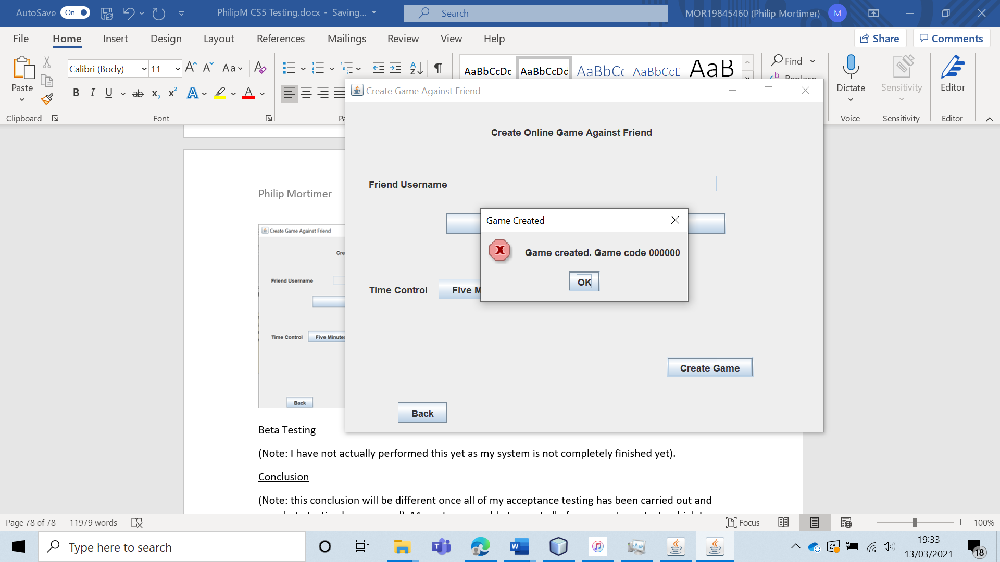 AutoSave On PhilipM CS5 Testing.docx - Saving... Search MOR19845460 (Philip Mortimer) M
File Home Insert Design Layout References Mailings Review View Help Share Comments
Calibri (Body) 11 Aa AaBbCcDc AaBbCcDc AaBbCc AaBbCcD AaB Find
Replace
Paste Dictate Sensitivity Editor
B I U ab x2 x2 A A
Clipboard Font Voice Sensitivity Editor
Create Game Against Friend
Create Online Game Against Friend
Friend Username
Game Created
Game created. Game code 000000
OK
Time Control Five M
Create Game
Back
Philip Mortimer
Create Game Against Friend
Cre
Friend Username
Time Control Five Minutes
Back
Beta Testing
(Note: I have not actually performed this yet as my system is not completely finished yet).
Conclusion
(Note: this conclusion will be different once all of my acceptance testing has been carried out and
Page 78 of 78 11979 words Focus 100%
Type here to search 19:33
13/03/2021 18